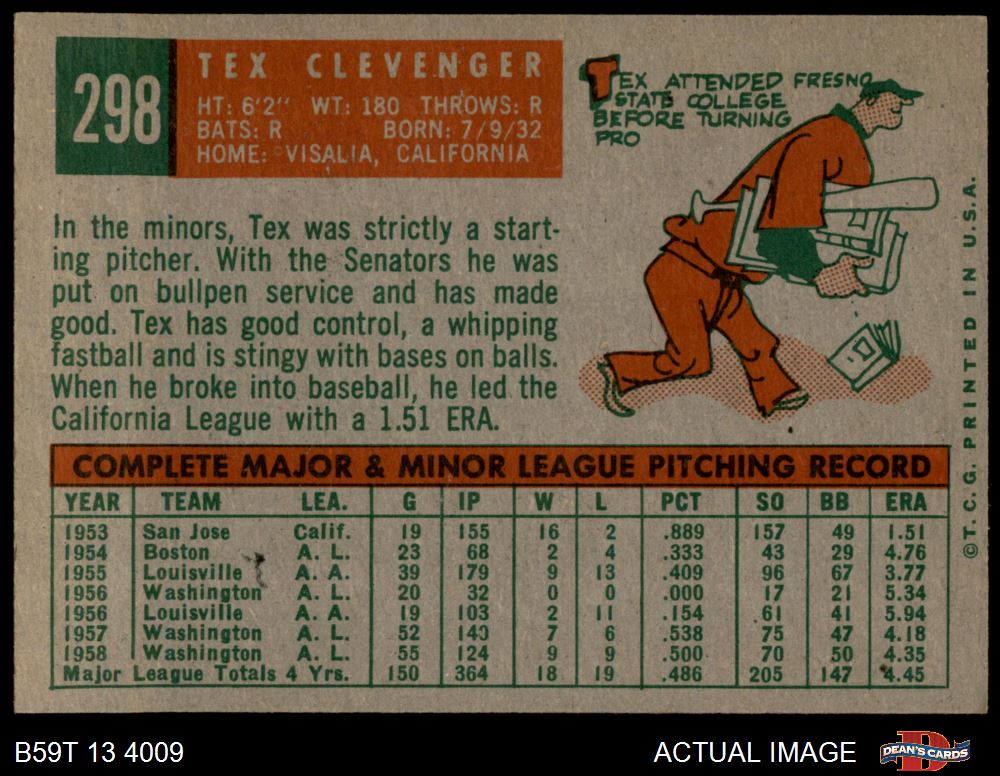 298
TEX CLEVENGER
HT: 6'2" WT: 180 THROWS: R
BATS: R BORN: 7/9/32
HOME: VISALIA, CALIFORNIA
TEX ATTENDED FRESNO
STATE COLLEGE
BEFORE TURNING
PRO
In the minors, Tex was strictly a start-
ing pitcher. With the Senators he was
put on bullpen service and has made
good. Tex has good control, a whipping
fastball and is stingy with bases on balls.
When he broke into baseball, he led the
California League with a 1.51 ERA.
COMPLETE MAJOR & MINOR LEAGUE PITCHING RECORD
YEAR TEAM LEA. G IP W L PCT SO BB ERA
1953 San Jose Calif. 19 155 16 2 .889 157 49 1.51
1954 Boston A. L. 23 68 2 4 .333 43 29 4.76
1955 Louisville A. A. 39 179 9 13 .409 96 67 3.77
1956 Washington A. L. 20 32 0 0 .000 17 21 5.34
1956 Louisville A. A. 19 103 2 11 .154 61 41 5.94
1957 Washington A. L. 52 140 7 6 .538 75 47 4.18
1958 Washington A. L. 55 124 9 9 .500 70 50 4.35
Major League Totals 4 Yrs. 150 364 18 19 .486 205 147 4.45
© T. C. G. PRINTED IN U.S.A.
B59T 13 4009
ACTUAL IMAGE
D
DEAN'S CARDS